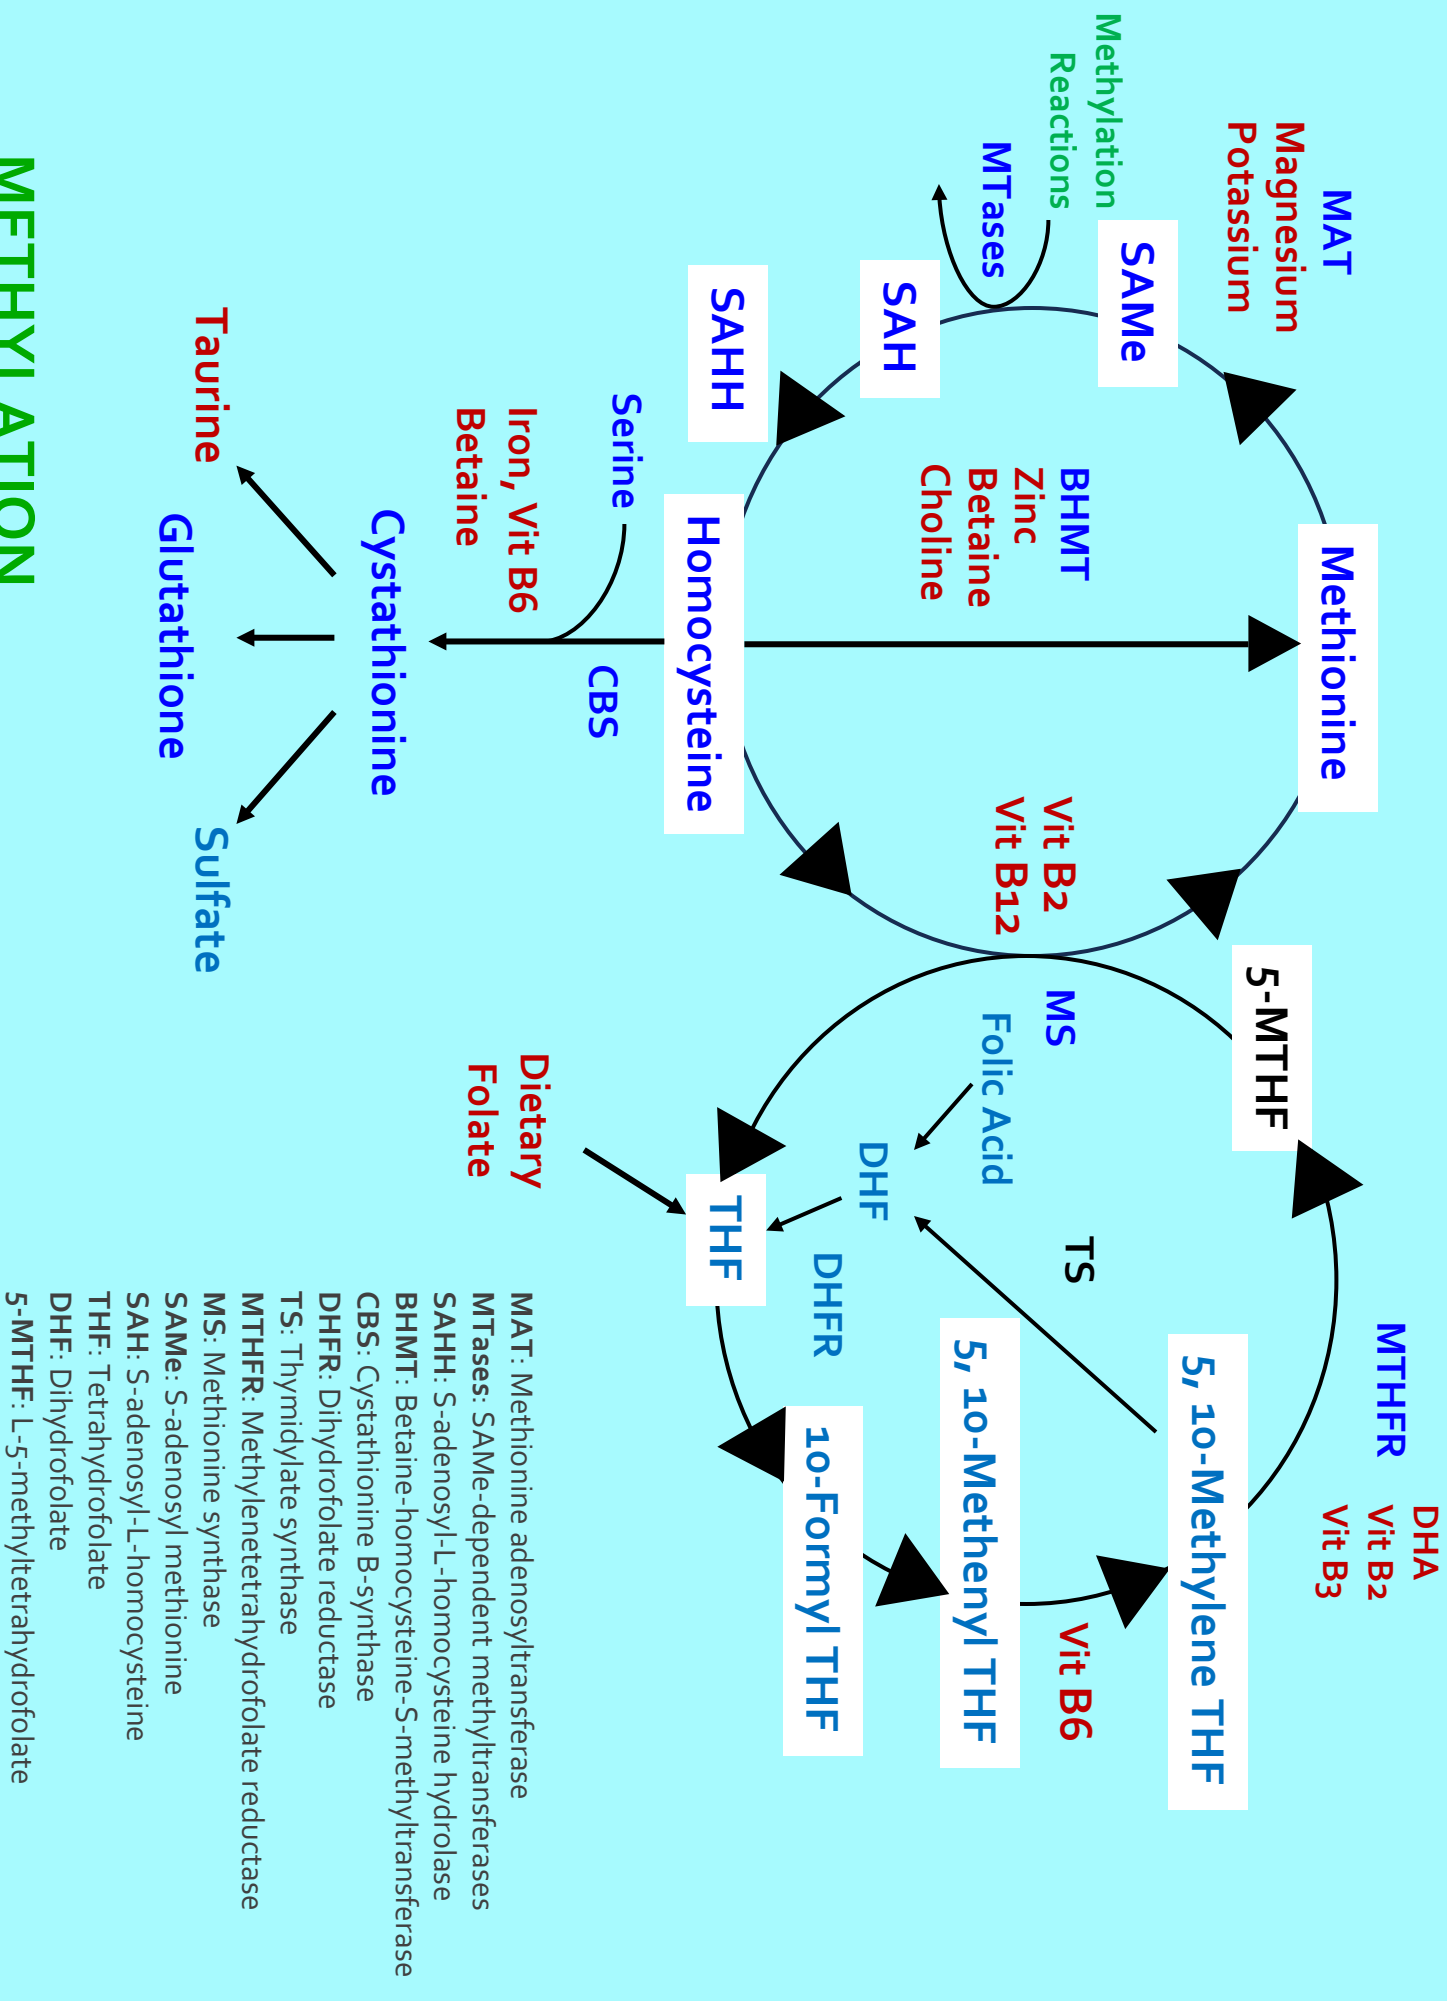 DHA
Vit B2
Vit B3
MTHFR
MAT
Magnesium
Potassium
Methionine
5-MTHF
5, 10-Methylene THF
SAMe
Methylation
Reactions
MTases
BHMT
Zinc
Betaine
Choline
Vit B2
Vit B12
MS
TS
Vit B6
Folic Acid
5, 10-Methenyl THF
SAH
DHF
DHFR
10-Formyl THF
SAHH
Homocysteine
THF
Serine
CBS
Iron, Vit B6
Betaine
Dietary
Folate
Cystathionine
Taurine
Glutathione
Sulfate
MAT: Methionine adenosyltransferase
MTases: SAMe-dependent methyltransferases
SAHH: S-adenosyl-L-homocysteine hydrolase
BHMT: Betaine-homocysteine-S-methyltransferase
CBS: Cystathionine B-synthase
DHFR: Dihydrofolate reductase
TS: Thymidylate synthase
MTHFR: Methylenetetrahydrofolate reductase
MS: Methionine synthase
SAMe: S-adenosyl methionine
SAH: S-adenosyl-L-homocysteine
THF: Tetrahydrofolate
DHF: Dihydrofolate
5-MTHF: L-5-methyltetrahydrofolate
METHYLATION